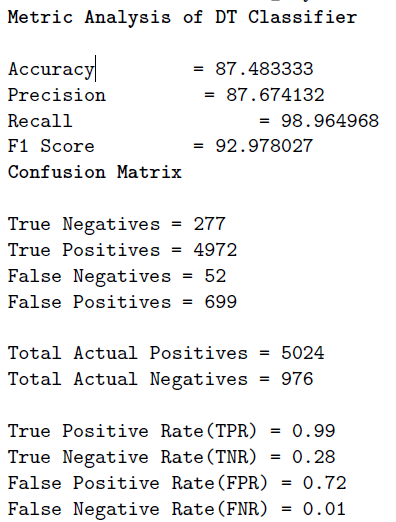 Metric Analysis of DT Classifier
Accuracy = 87.483333
Precision = 87.674132
Recall = 98.964968
F1 Score = 92.978027
Confusion Matrix
True Negatives = 277
True Positives = 4972
False Negatives = 52
False Positives = 699
Total Actual Positives = 5024
Total Actual Negatives = 976
True Positive Rate(TPR) = 0.99
True Negative Rate(TNR) = 0.28
False Positive Rate(FPR) = 0.72
False Negative Rate(FNR) = 0.01